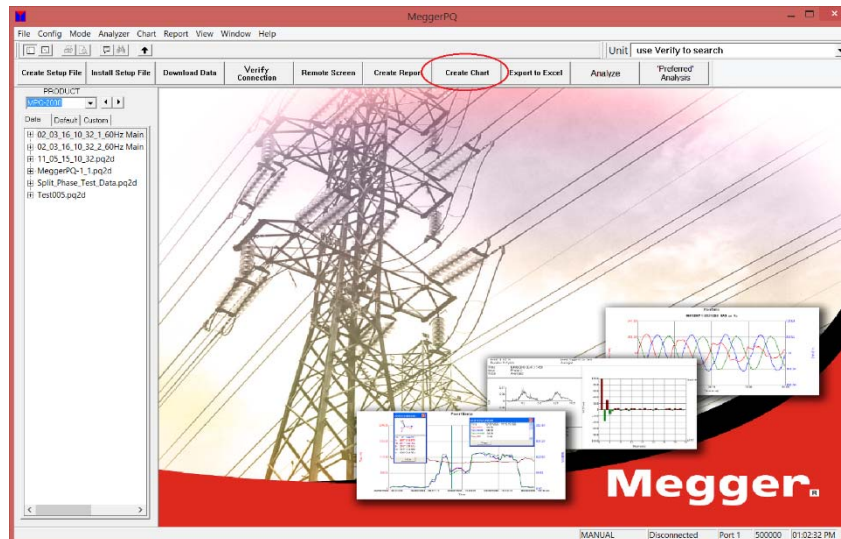 MeggerPQ
File Config Mode Analyzer Chart Report View Window Help
Unit use Verify to search
Create Setup File Install Setup File Download Data Verify Connection Remote Screen Create Report Create Chart Export to Excel Analyze "Preferred" Analysis
PRODUCT
Date Default Custom
02_03_16_10_32_1_60Hz Main
02_03_16_10_32_2_60Hz Main
11_05_15_10_32.pq2d
MeggerPQ-1_1.pq2d
Split_Phase_Test_Data.pq2d
Test005.pq2d
Megger
MANUAL Disconnected Port 1 500000 01:02:32 PM